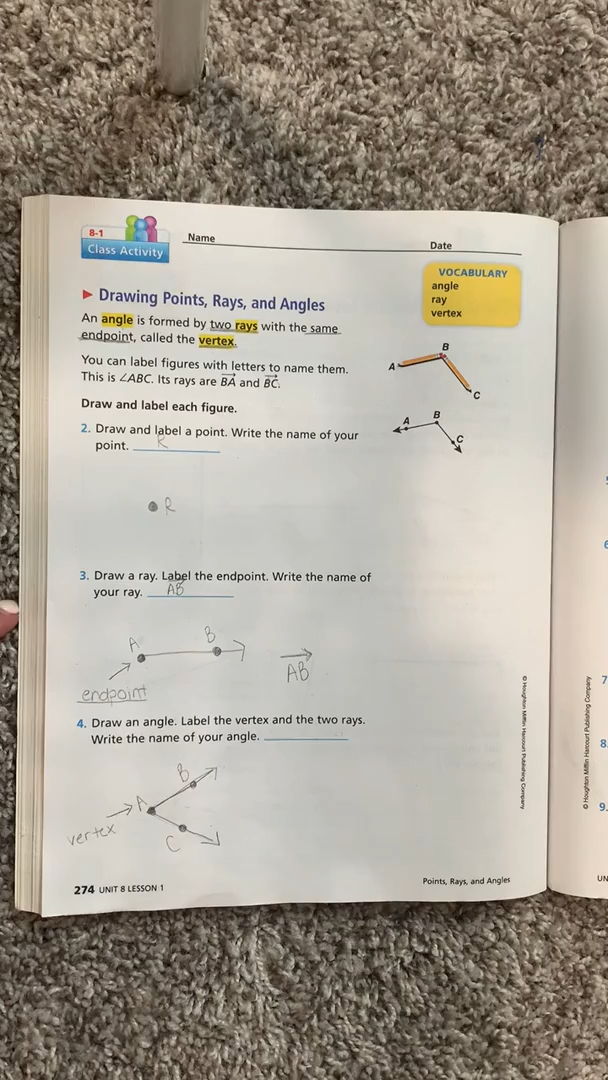 8-1
Class Activity
Name
Date
VOCABULARY
angle
ray
vertex
► Drawing Points, Rays, and Angles
An angle is formed by two rays with the same
endpoint, called the vertex.
You can label figures with letters to name them.
This is ∠ABC. Its rays are BA and BC.
A
B
C
Draw and label each figure.
A
B
C
2. Draw and label a point. Write the name of your
point. R
R
3. Draw a ray. Label the endpoint. Write the name of
your ray. AB
A
B
AB
endpoint
4. Draw an angle. Label the vertex and the two rays.
Write the name of your angle.
B
A
vertex
C
© Houghton Mifflin Harcourt Publishing Company
274 UNIT 8 LESSON 1
Points, Rays, and Angles
6
7
8.
9.
© Houghton Mifflin Harcourt Publishing Company
UN